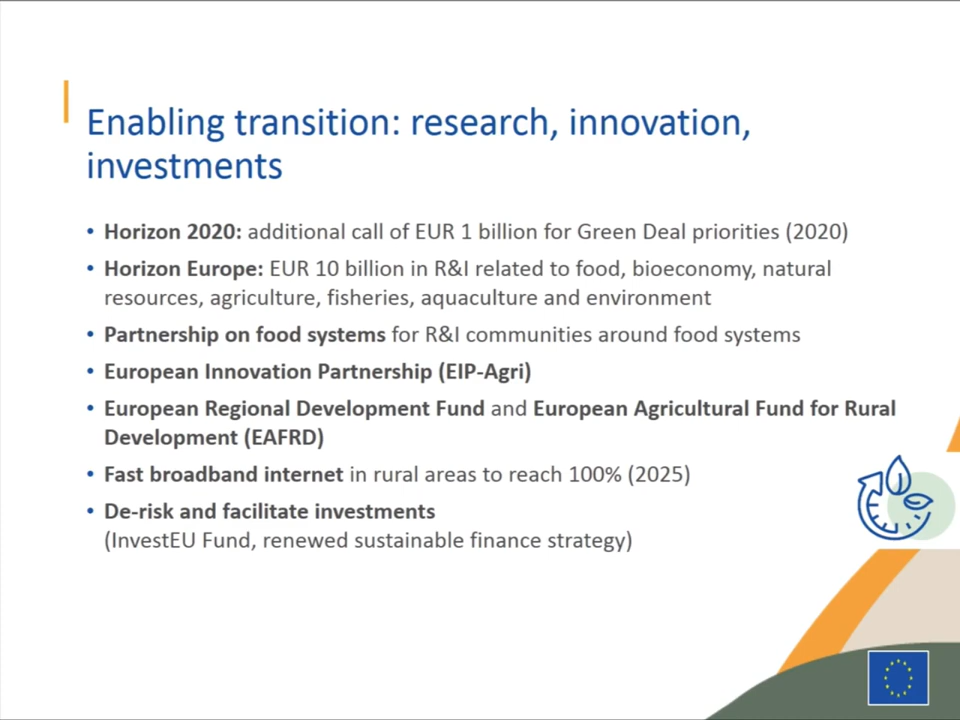 Enabling transition: research, innovation,
investments
• Horizon 2020: additional call of EUR 1 billion for Green Deal priorities (2020)
• Horizon Europe: EUR 10 billion in R&I related to food, bioeconomy, natural
resources, agriculture, fisheries, aquaculture and environment
• Partnership on food systems for R&I communities around food systems
• European Innovation Partnership (EIP-Agri)
• European Regional Development Fund and European Agricultural Fund for Rural
Development (EAFRD)
• Fast broadband internet in rural areas to reach 100% (2025)
• De-risk and facilitate investments
(InvestEU Fund, renewed sustainable finance strategy)